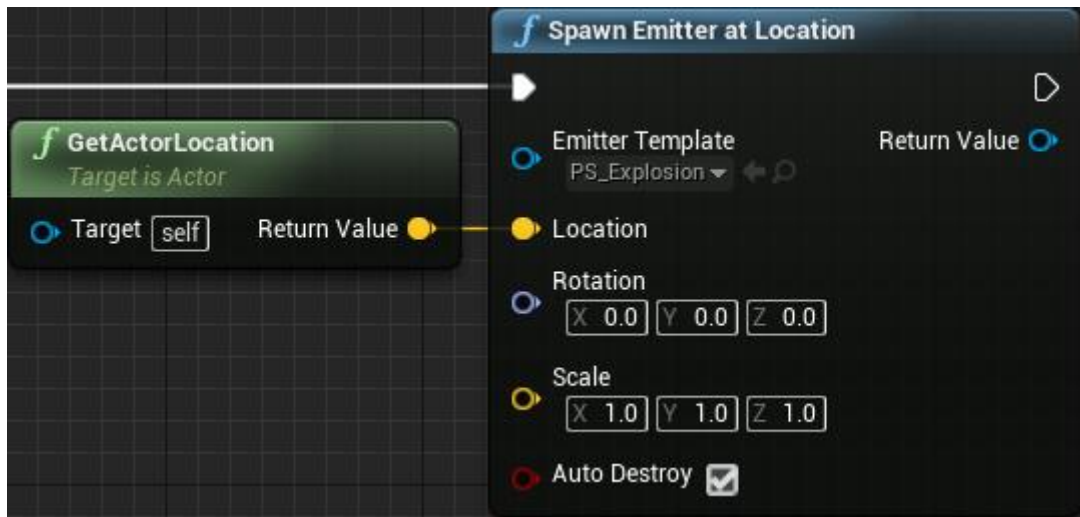 f Spawn Emitter at Location
f GetActorLocation
Target is Actor
Target self Return Value
Emitter Template Return Value
PS_Explosion
Location
Rotation
X 0.0 Y 0.0 Z 0.0
Scale
X 1.0 Y 1.0 Z 1.0
Auto Destroy